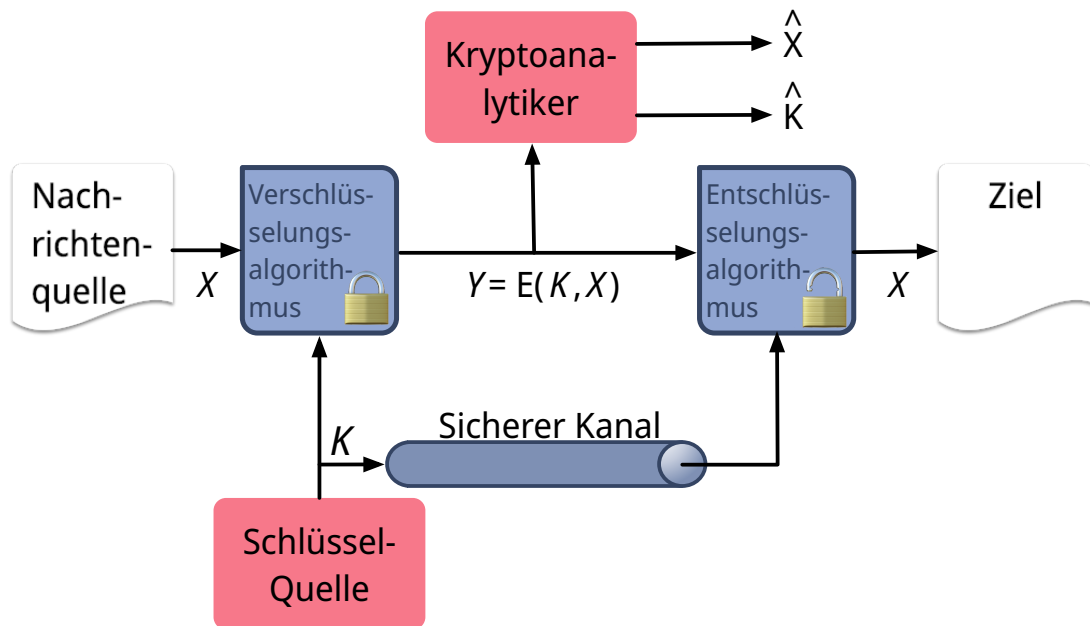 Kryptoana-
lytiker
X̂
K̂
Nach-
richten-
quelle
X
Verschlüs-
selungs-
algorith-
mus
Y = E(K,X)
Entschlüs-
selungs-
algorith-
mus
X
Ziel
K
Sicherer Kanal
Schlüssel-
Quelle